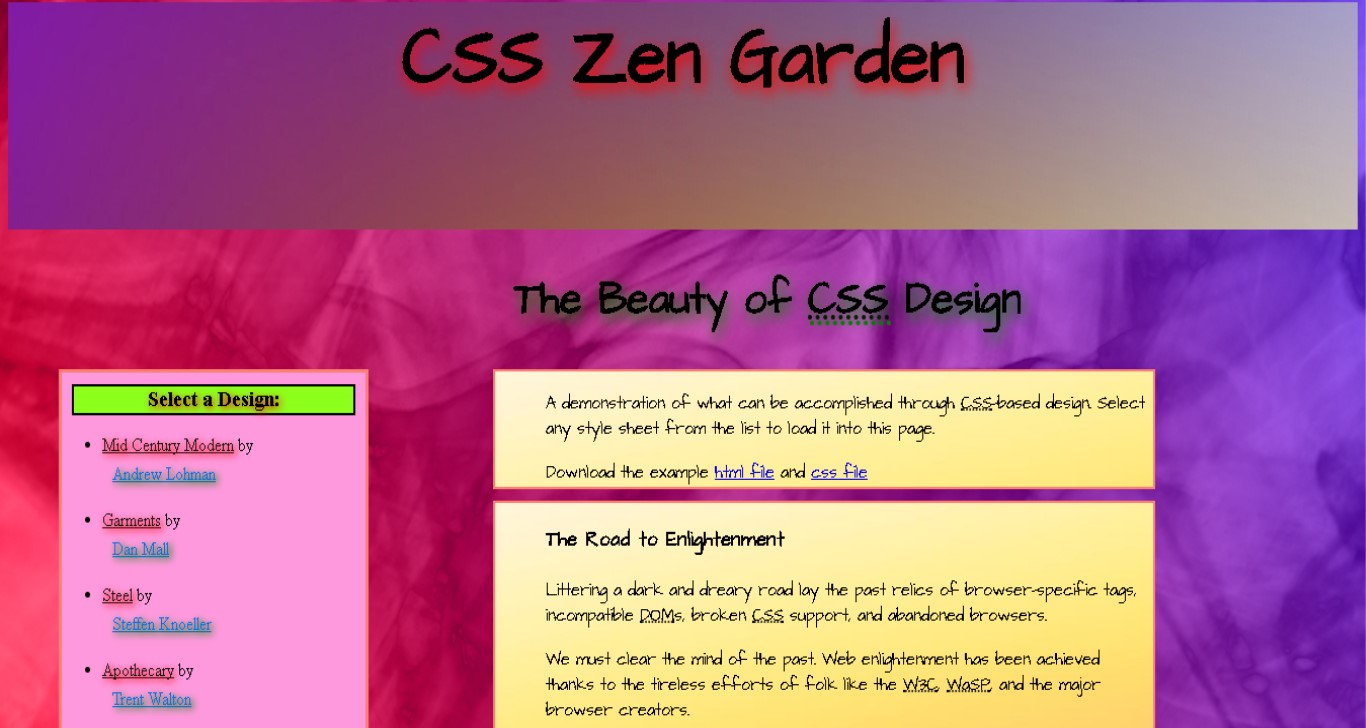 CSS Zen Garden
The Beauty of CSS Design
Select a Design:
Mid Century Modern by
Andrew Lohman
Garments by
Dan Mall
Steel by
Steffen Knoeller
Apothecary by
Trent Walton
A demonstration of what can be accomplished through CSS-based design. Select
any style sheet from the list to load it into this page.
Download the example html file and css file
The Road to Enlightenment
Littering a dark and dreary road lay the past relics of browser-specific tags,
incompatible DOMs, broken CSS support, and abandoned browsers.
We must clear the mind of the past. Web enlightenment has been achieved
thanks to the tireless efforts of folk like the W3C, WaSP, and the major
browser creators.